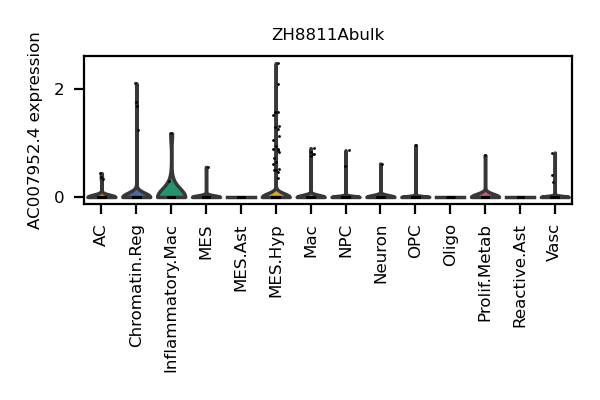 ZH8811Abulk
AC007952.4 expression
2
0
AC
Chromatin.Reg
Inflammatory.Mac
MES
MES.Ast
MES.Hyp
Mac
NPC
Neuron
OPC
Oligo
Prolif.Metab
Reactive.Ast
Vasc